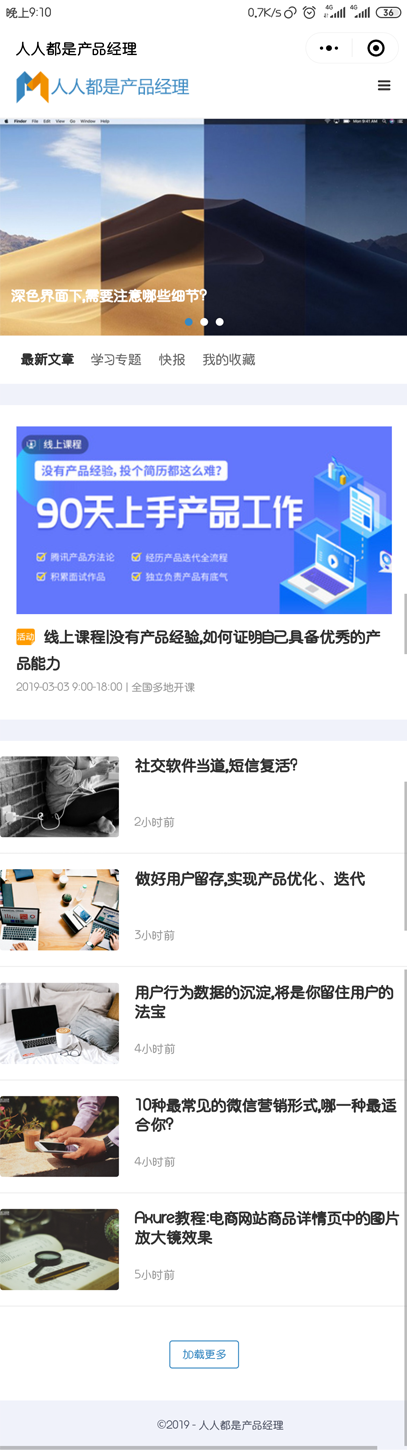 晚上9:10
0.7K/s
4G
4G
36
人人都是产品经理
人人都是产品经理
Finder File Edit View Go Window Help
深色界面下,需要注意哪些细节?
最新文章 学习专题 快报 我的收藏
线上课程
没有产品经验,投个简历都这么难?
90天上手产品工作
腾讯产品方法论 经历产品迭代全流程
积累面试作品 独立负责产品有底气
活动 线上课程|没有产品经验,如何证明自己具备优秀的产
品能力
2019-03-03 9:00-18:00 | 全国多地开课
社交软件当道,短信复活?
2小时前
做好用户留存,实现产品优化、迭代
3小时前
用户行为数据的沉淀,将是你留住用户的
法宝
4小时前
10种最常见的微信营销形式,哪一种最适
合你?
4小时前
Axure教程:电商网站商品详情页中的图片
放大镜效果
5小时前
加载更多
©2019 - 人人都是产品经理